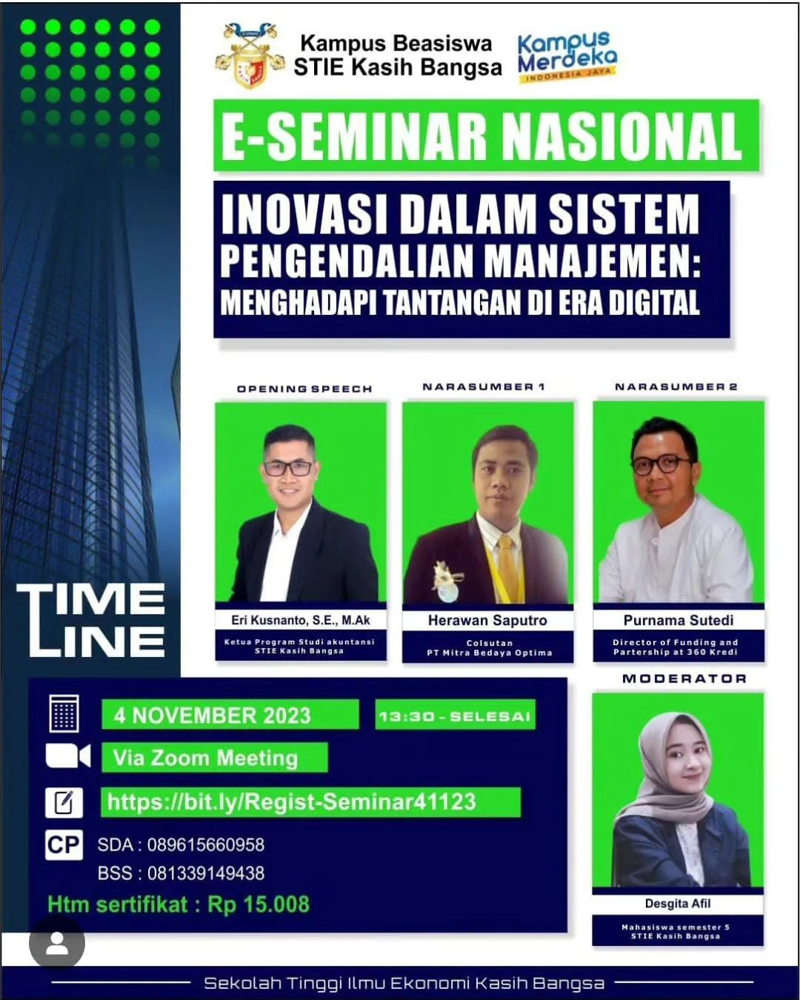 Kampus Beasiswa
STIE Kasih Bangsa
Kampus
Merdeka
INDONESIA JAYA
E-SEMINAR NASIONAL
INOVASI DALAM SISTEM
PENGENDALIAN MANAJEMEN:
MENGHADAPI TANTANGAN DI ERA DIGITAL
OPENING SPEECH
Eri Kusnanto, S.E., M.Ak
Ketua Program Studi akuntansi
STIE Kasih Bangsa
NARASUMBER 1
Herawan Saputro
Colsutan
PT Mitra Bedaya Optima
NARASUMBER 2
Purnama Sutedi
Director of Funding and
Partership at 360 Kredi
MODERATOR
Desgita Afil
Mahasiswa semester 5
STIE Kasih Bangsa
TIME
LINE
4 NOVEMBER 2023
13:30 - SELESAI
Via Zoom Meeting
https://bit.ly/Regist-Seminar41123
CP
SDA : 089615660958
BSS : 081339149438
Htm sertifikat : Rp 15.008
Sekolah Tinggi Ilmu Ekonomi Kasih Bangsa